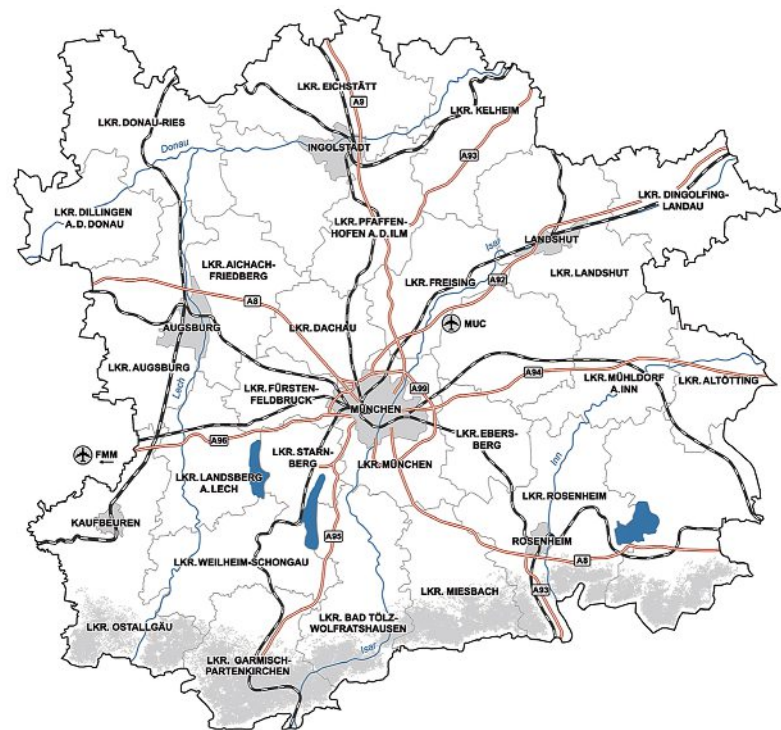 LKR. EICHSTÄTT
A9
LKR. KELHEIM
LKR. DONAU-RIES
Donau
INGOLSTADT
A93
LKR. DILLINGEN
A.D. DONAU
LKR. DINGOLFING-
LANDAU
LKR. PFAFFEN-
HOFEN A. D. ILM
Isar
LANDSHUT
LKR. AICHACH-
FRIEDBERG
LKR. FREISING
A92
LKR. LANDSHUT
A8
AUGSBURG
LKR. DACHAU
MUC
LKR. AUGSBURG
Lech
LKR. FÜRSTEN-
FELDBRUCK
A99
A94
LKR. MÜHLDORF
A. INN
LKR. ALTÖTTING
MÜNCHEN
A96
FMM
LKR. STARN-
BERG
LKR. MÜNCHEN
LKR. EBERS-
BERG
Inn
LKR. LANDSBERG
A. LECH
LKR. ROSENHEIM
KAUFBEUREN
A95
ROSENHEIM
A8
LKR. WEILHEIM-SCHONGAU
LKR. MIESBACH
A93
LKR. OSTALLGÄU
LKR. BAD TÖLZ-
WOLFRATSHAUSEN
LKR. GARMISCH-
PARTENKIRCHEN
Isar